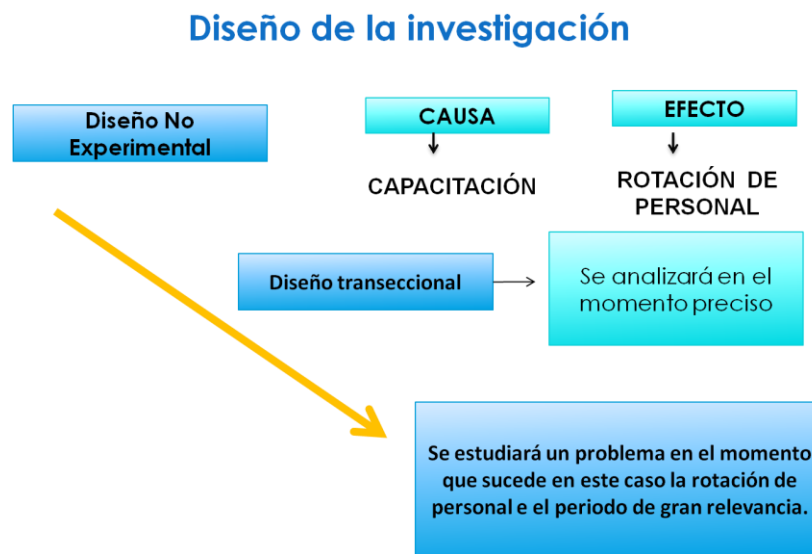 Diseño de la investigación
Diseño No
Experimental
CAUSA
CAPACITACIÓN
EFECTO
ROTACIÓN DE
PERSONAL
Diseño transeccional
Se analizará en el
momento preciso
Se estudiará un problema en el momento
que sucede en este caso la rotación de
personal e el periodo de gran relevancia.